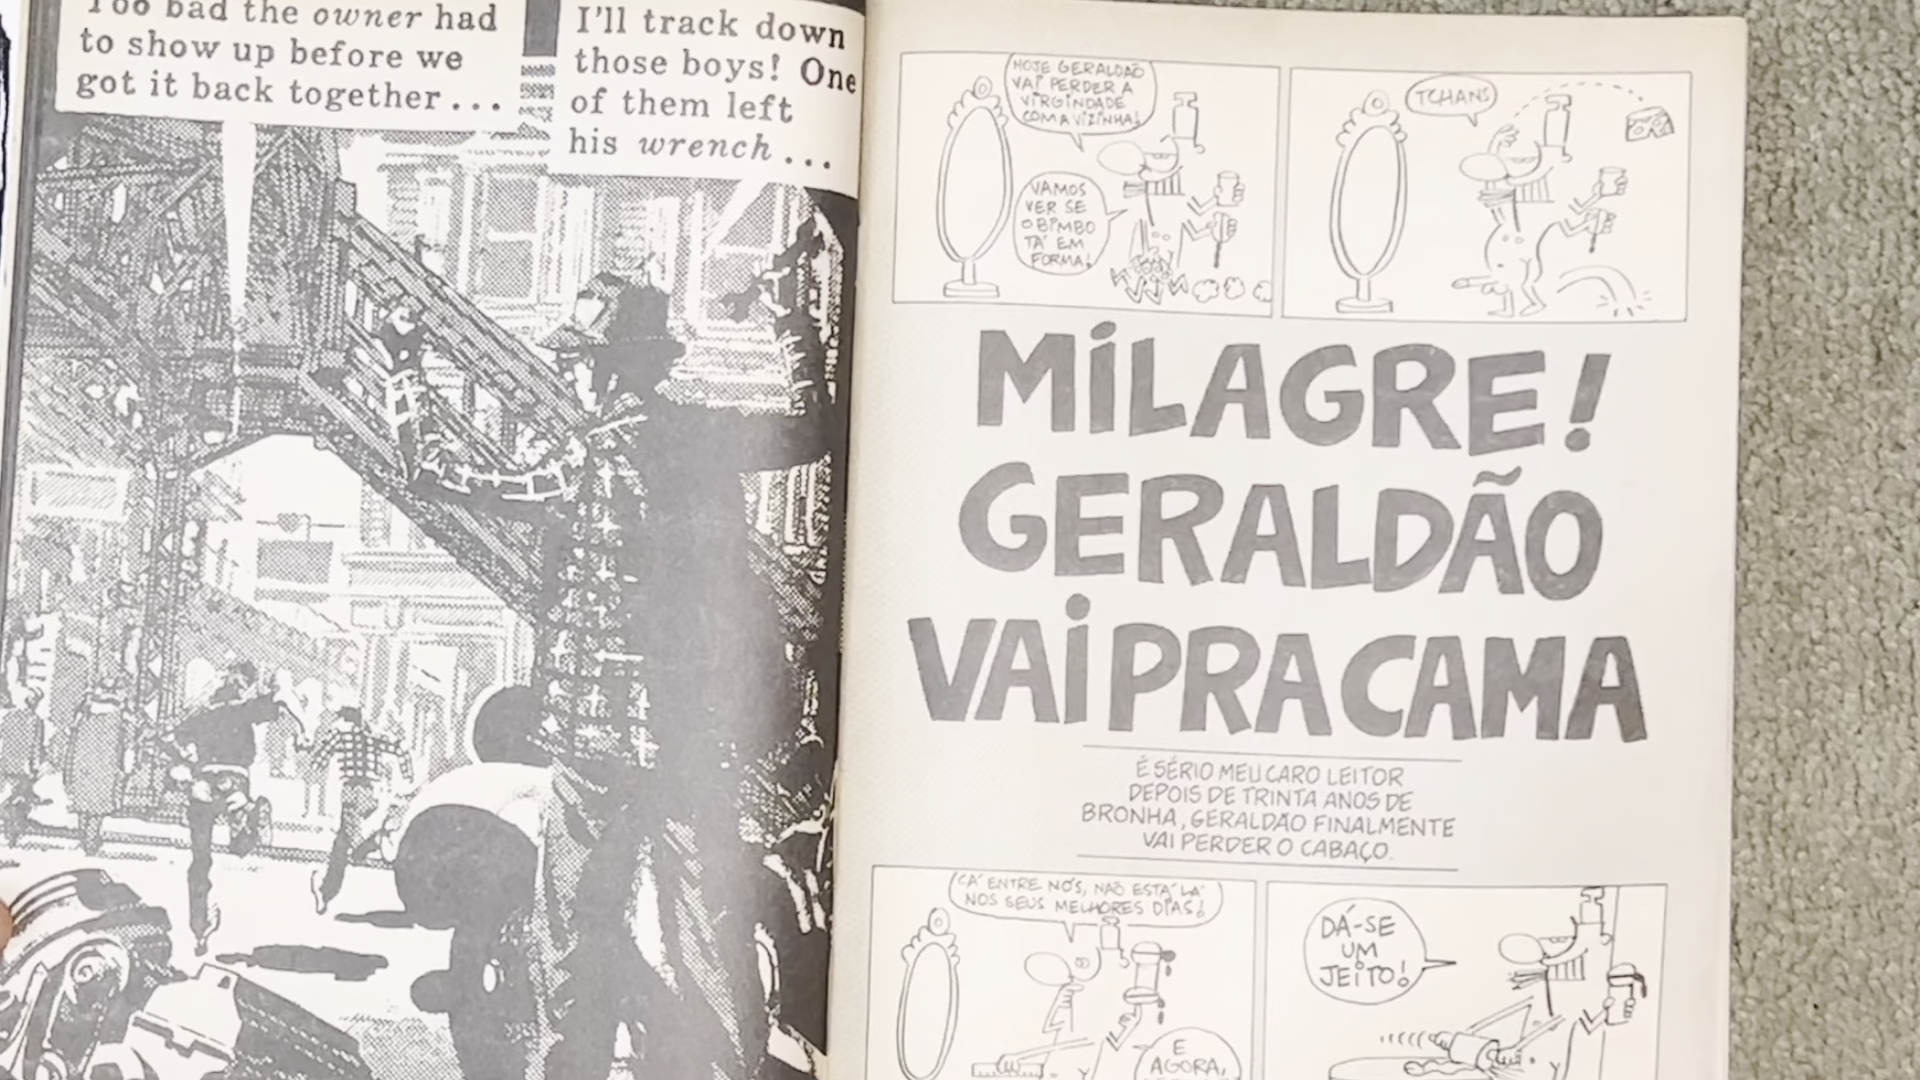 Too bad the owner had
to show up before we
got it back together...
I'll track down
those boys! One
of them left
his wrench...
HOJE GERALDÃO
VAI PERDER A
VIRGINDADE
COM A VIZINHA!
VAMOS
VER SE
O BIMBO
TÁ EM
FORMA!
TCHANS
MILAGRE!
GERALDÃO
VAI PRA CAMA
É SÉRIO MEU CARO LEITOR
DEPOIS DE TRINTA ANOS DE
BRONHA, GERALDÃO FINALMENTE
VAI PERDER O CABAÇO.
CÁ ENTRE NÓS, NÃO ESTÁ LÁ
NOS SEUS MELHORES DIAS!
E
AGORA,
DÁ-SE
UM
JEITO!